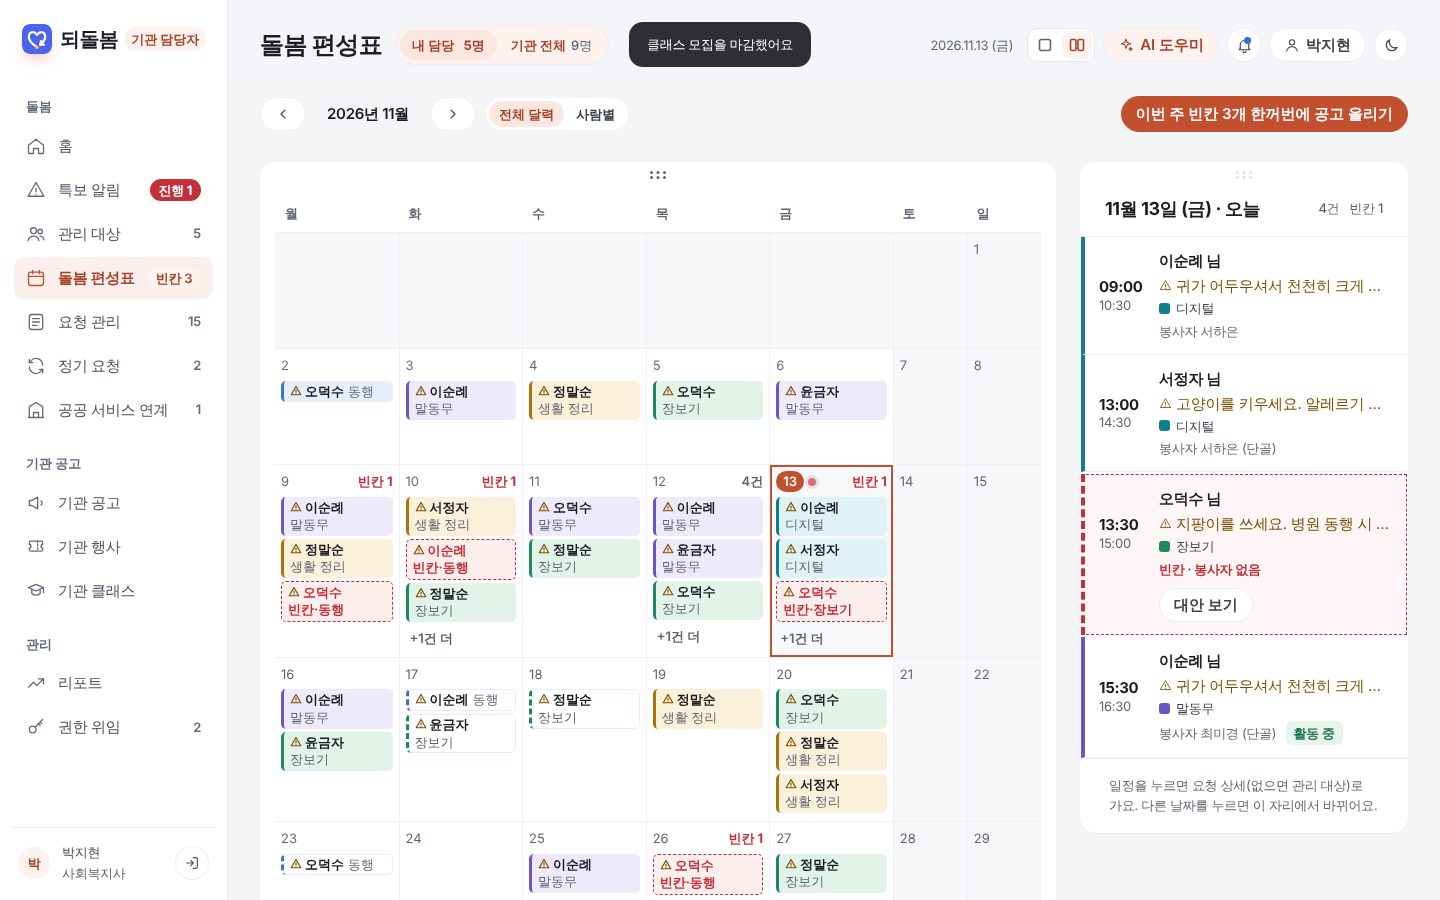 되돌봄 기관 담당자
돌봄
홈
특보 알림 진행 1
관리 대상 5
돌봄 편성표 빈칸 3
요청 관리 15
정기 요청 2
공공 서비스 연계 1
기관 공고
기관 공고
기관 행사
기관 클래스
관리
리포트
권한 위임 2
박 박지현
사회복지사
돌봄 편성표 내 담당 5명 기관 전체 9명
클래스 모집을 마감했어요
2026.11.13 (금) AI 도우미 박지현
2026년 11월 전체 달력 사람별
이번 주 빈칸 3개 한꺼번에 공고 올리기
월 화 수 목 금 토 일
1
2 3 4 5 6 7 8
오덕수 동행
이순례
말동무
정말순
생활 정리
오덕수
장보기
윤금자
말동무
9 빈칸 1
이순례
말동무
정말순
생활 정리
오덕수
빈칸·동행
10 빈칸 1
서정자
생활 정리
이순례
빈칸·동행
정말순
장보기
+1건 더
11
오덕수
말동무
정말순
장보기
12 4건
이순례
말동무
윤금자
말동무
오덕수
장보기
+1건 더
13 빈칸 1
이순례
디지털
서정자
디지털
오덕수
빈칸·장보기
+1건 더
14 15
16
이순례
말동무
윤금자
장보기
17
이순례 동행
윤금자
장보기
18
정말순
장보기
19
정말순
생활 정리
20
오덕수
장보기
정말순
생활 정리
서정자
생활 정리
21 22
23
오덕수 동행
24
25
이순례
말동무
26 빈칸 1
오덕수
빈칸·동행
27
정말순
장보기
28 29
11월 13일 (금) · 오늘 4건 빈칸 1
09:00
10:30
이순례 님
귀가 어두우셔서 천천히 크게 ...
디지털
봉사자 서하은
13:00
14:30
서정자 님
고양이를 키우세요. 알레르기 ...
디지털
봉사자 서하은 (단골)
13:30
15:00
오덕수 님
지팡이를 쓰세요. 병원 동행 시 ...
장보기
빈칸 · 봉사자 없음
대안 보기
15:30
16:30
이순례 님
귀가 어두우셔서 천천히 크게 ...
말동무
봉사자 최미경 (단골) 활동 중
일정을 누르면 요청 상세(없으면 관리 대상)로
가요. 다른 날짜를 누르면 이 자리에서 바뀌어요.